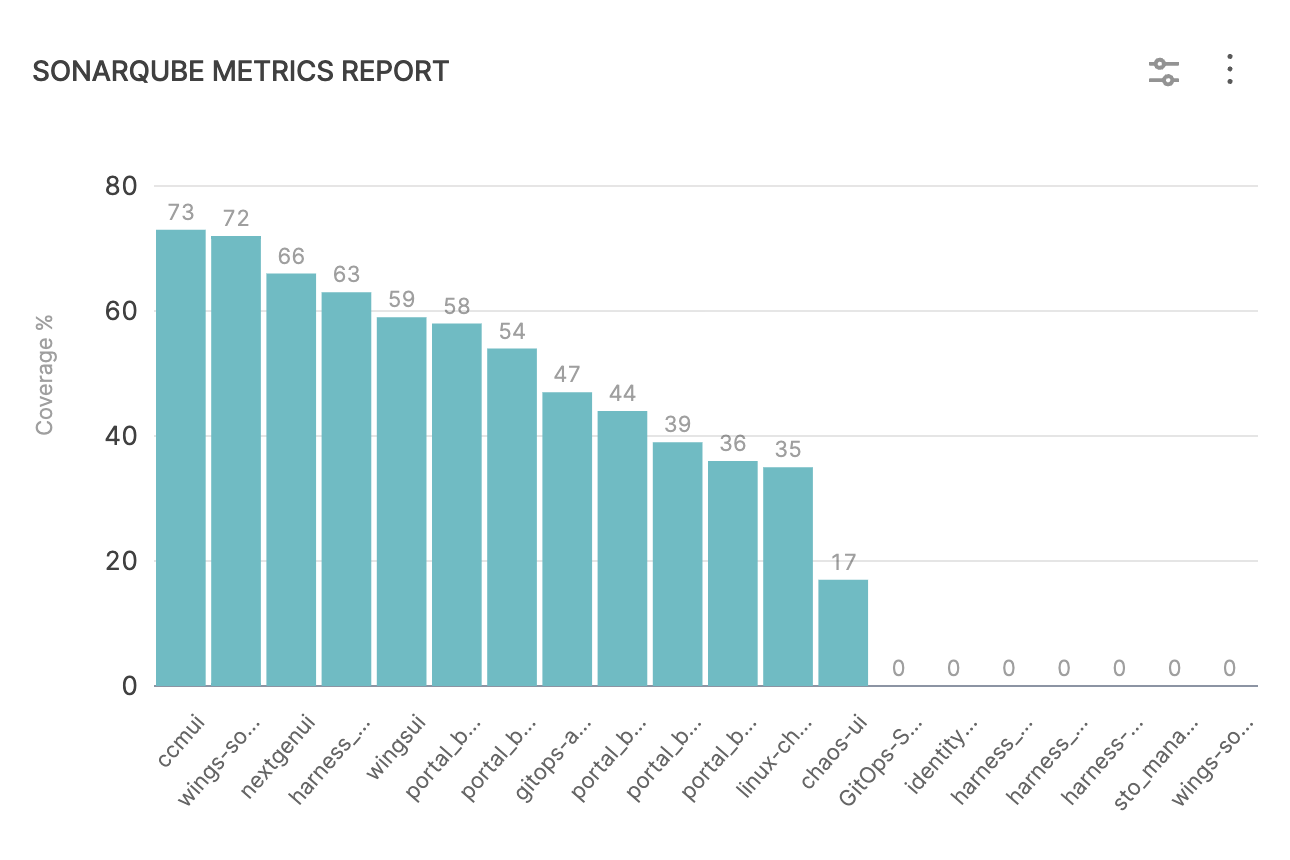 SONARQUBE METRICS REPORT
Coverage %
80
60
40
20
0
73
72
66
63
59
58
54
47
44
39
36
35
17
0
0
0
0
0
0
0
ccmui
wings-so...
nextgenui
harness_...
wingsui
portal_b...
portal_b...
gitops-a...
portal_b...
portal_b...
portal_b...
linux-ch...
chaos-ui
GitOps-S...
identity...
harness_...
harness_...
harness-...
sto_mana...
wings-so...